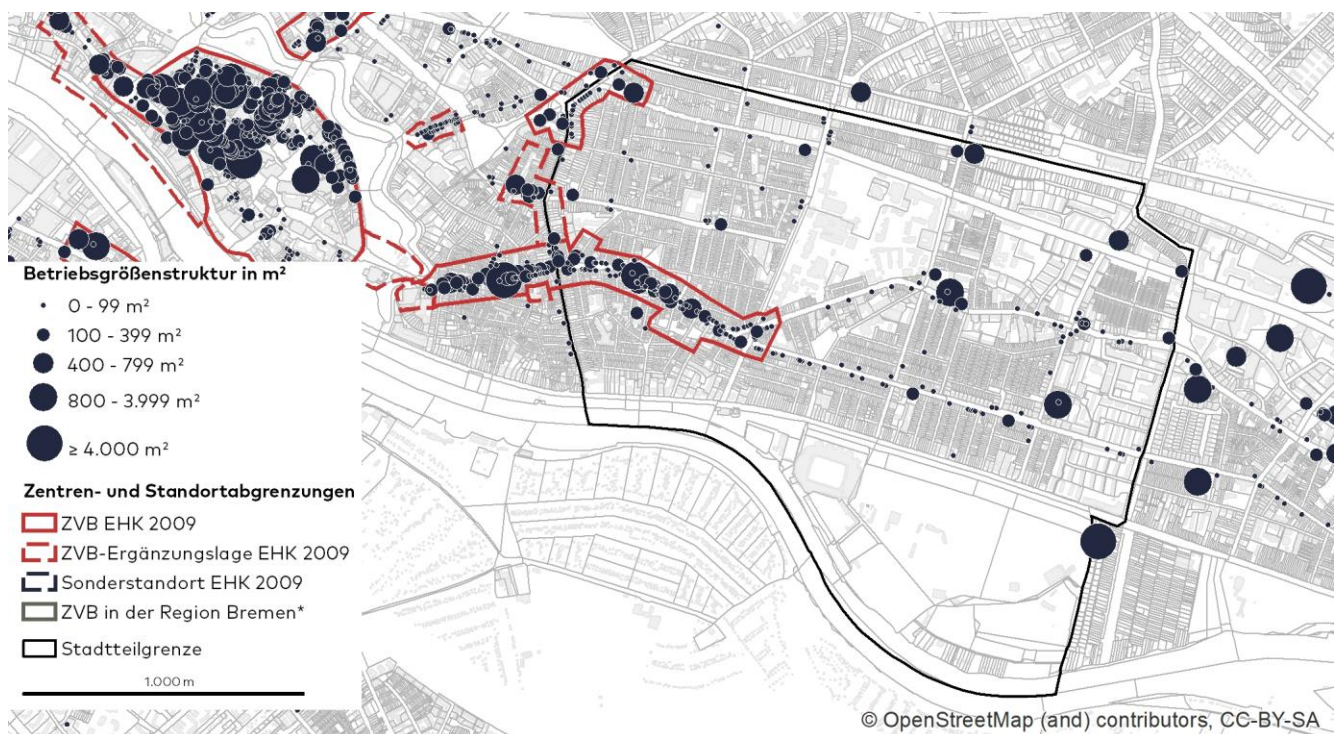 Betriebsgrößenstruktur in m²
0 - 99 m²
100 - 399 m²
400 - 799 m²
800 - 3.999 m²
≥ 4.000 m²
Zentren- und Standortabgrenzungen
ZVB EHK 2009
ZVB-Ergänzungslage EHK 2009
Sonderstandort EHK 2009
ZVB in der Region Bremen*
Stadtteilgrenze
1.000 m
© OpenStreetMap (and) contributors, CC-BY-SA